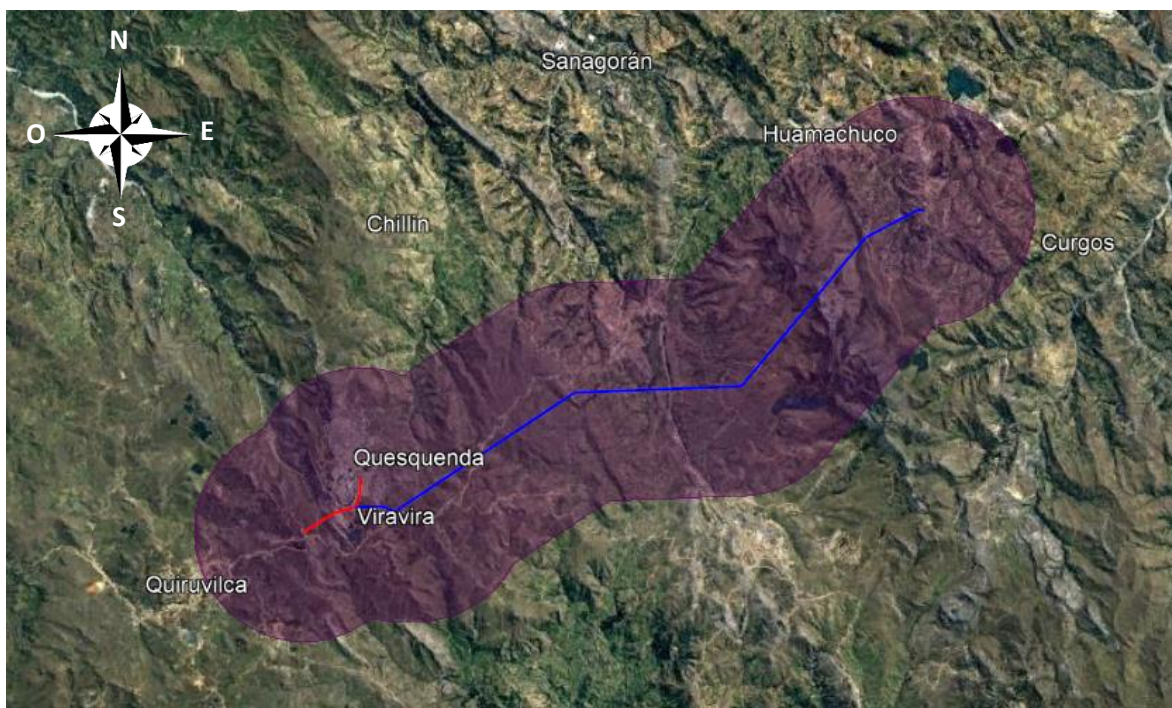 N
O
E
S
Sanagorán
Huamachuco
Chillin
Curgos
Quesquenda
Viravira
Quiruvilca